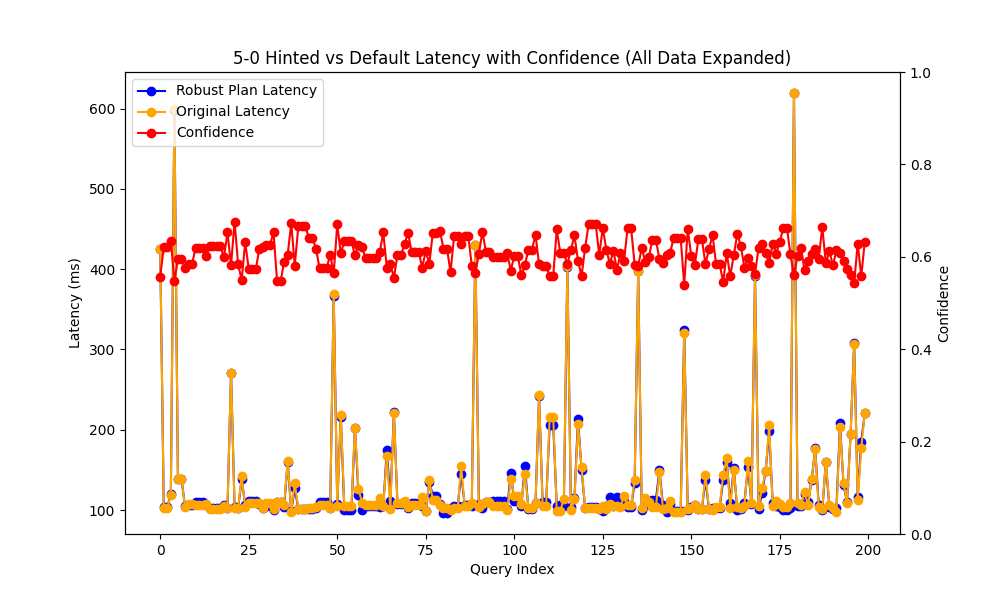 5-0 Hinted vs Default Latency with Confidence (All Data Expanded)
Robust Plan Latency
Original Latency
Confidence
600
500
400
300
200
100
Latency (ms)
1.0
0.8
0.6
0.4
0.2
0.0
Confidence
0 25 50 75 100 125 150 175 200
Query Index